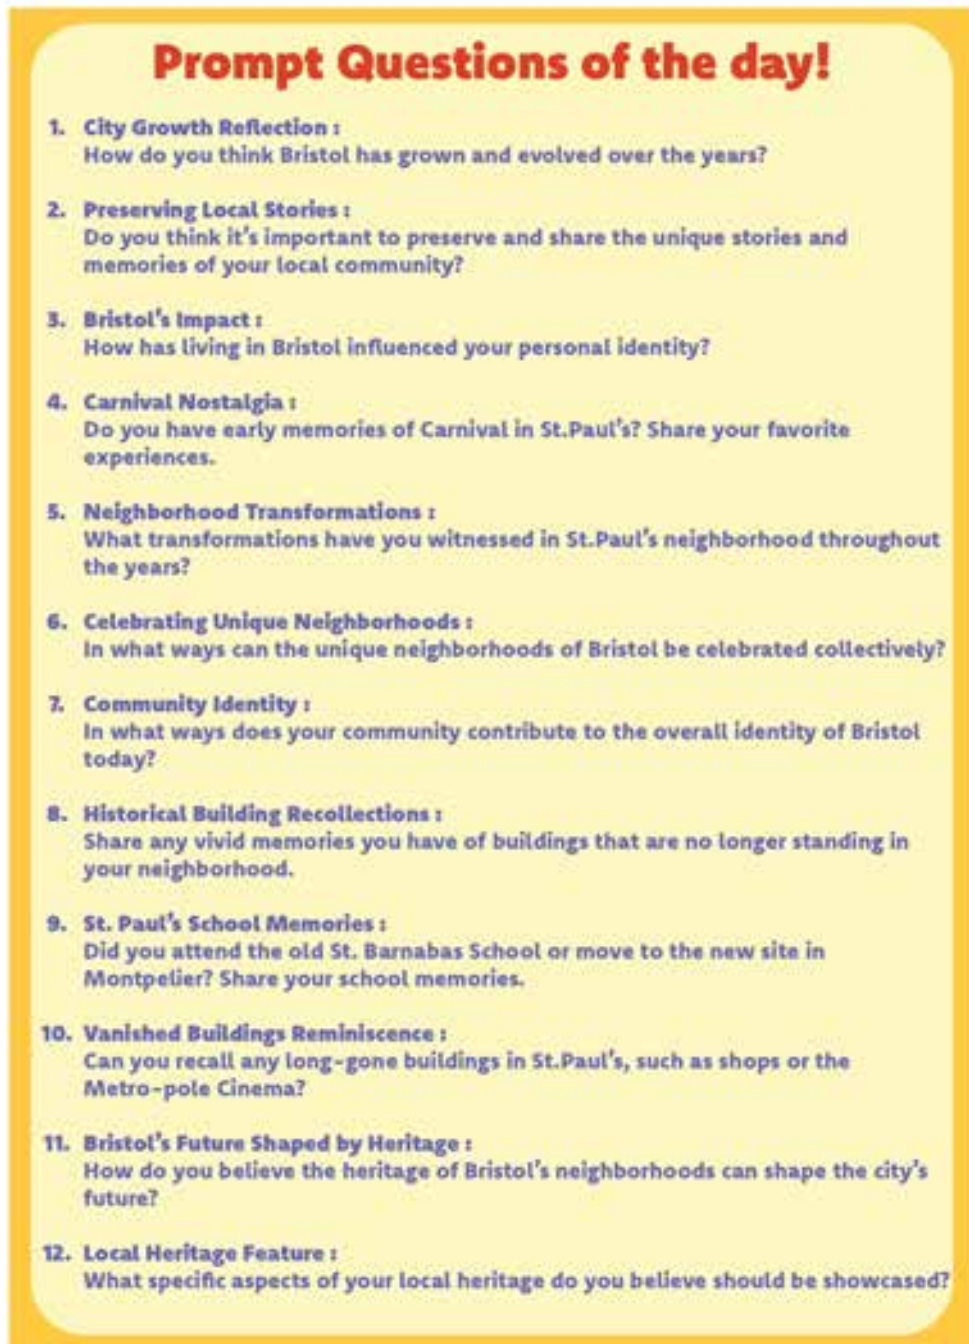 Prompt Questions of the day!
1. City Growth Reflection :
How do you think Bristol has grown and evolved over the years?
2. Preserving Local Stories :
Do you think it's important to preserve and share the unique stories and
memories of your local community?
3. Bristol's Impact :
How has living in Bristol influenced your personal identity?
4. Carnival Nostalgia :
Do you have early memories of Carnival in St.Paul's? Share your favorite
experiences.
5. Neighborhood Transformations :
What transformations have you witnessed in St.Paul's neighborhood throughout
the years?
6. Celebrating Unique Neighborhoods :
In what ways can the unique neighborhoods of Bristol be celebrated collectively?
7. Community Identity :
In what ways does your community contribute to the overall identity of Bristol
today?
8. Historical Building Recollections :
Share any vivid memories you have of buildings that are no longer standing in
your neighborhood.
9. St. Paul's School Memories :
Did you attend the old St. Barnabas School or move to the new site in
Montpelier? Share your school memories.
10. Vanished Buildings Reminiscence :
Can you recall any long-gone buildings in St.Paul's, such as shops or the
Metro-pole Cinema?
11. Bristol's Future Shaped by Heritage :
How do you believe the heritage of Bristol's neighborhoods can shape the city's
future?
12. Local Heritage Feature :
What specific aspects of your local heritage do you believe should be showcased?